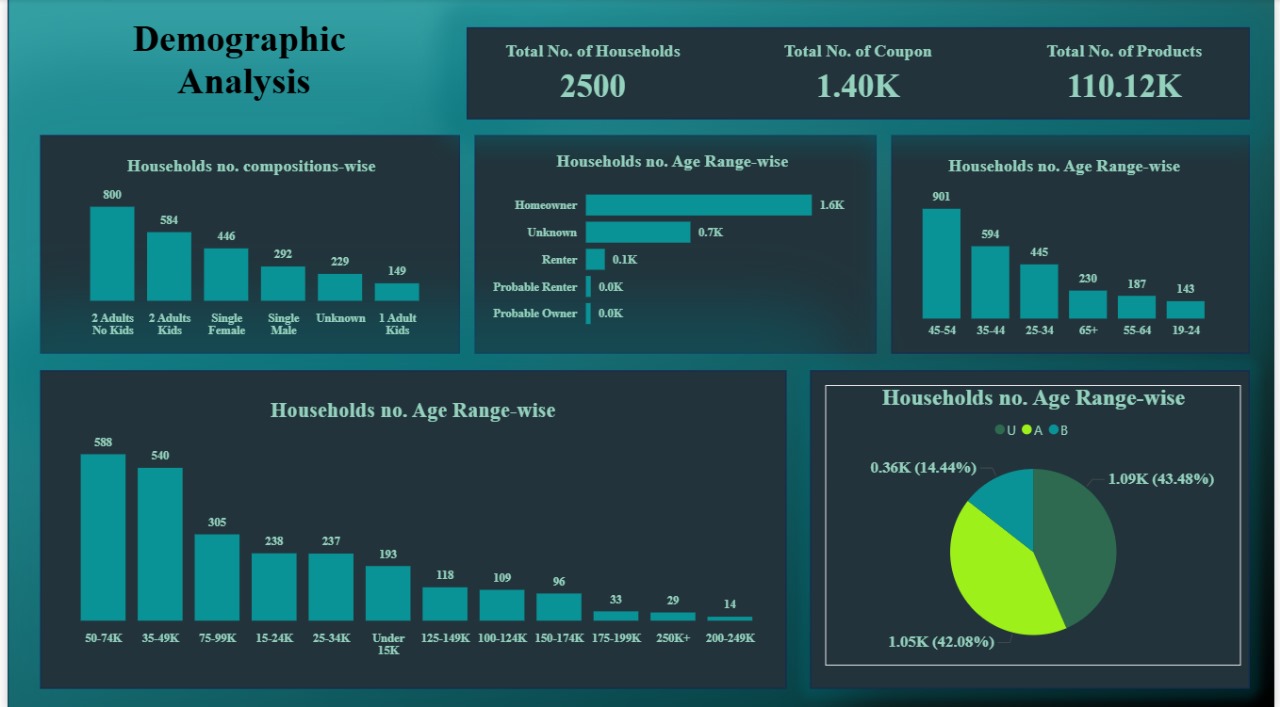 Demographic
Analysis
Total No. of Households
2500
Total No. of Coupon
1.40K
Total No. of Products
110.12K
Households no. compositions-wise
800
584
446
292
229
149
2 Adults No Kids
2 Adults Kids
Single Female
Single Male
Unknown
1 Adult Kids
Households no. Age Range-wise
Homeowner 1.6K
Unknown 0.7K
Renter 0.1K
Probable Renter 0.0K
Probable Owner 0.0K
Households no. Age Range-wise
901
594
445
230
187
143
45-54 35-44 25-34 65+ 55-64 19-24
Households no. Age Range-wise
588
540
305
238
237
193
118
109
96
33
29
14
50-74K 35-49K 75-99K 15-24K 25-34K Under 15K 125-149K 100-124K 150-174K 175-199K 250K+ 200-249K
Households no. Age Range-wise
U A B
0.36K (14.44%)
1.09K (43.48%)
1.05K (42.08%)